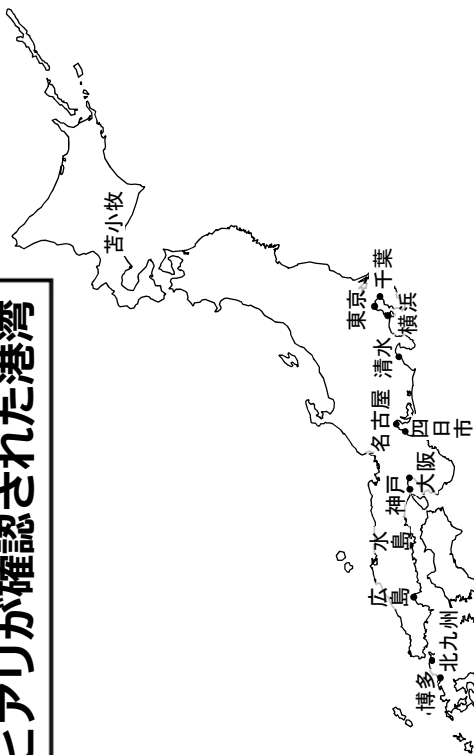 ヒアリが確認された港湾
苫小牧
東京
千葉
横浜
清水
名古屋
四日市
大阪
神戸
水島
広島
北九州
博多